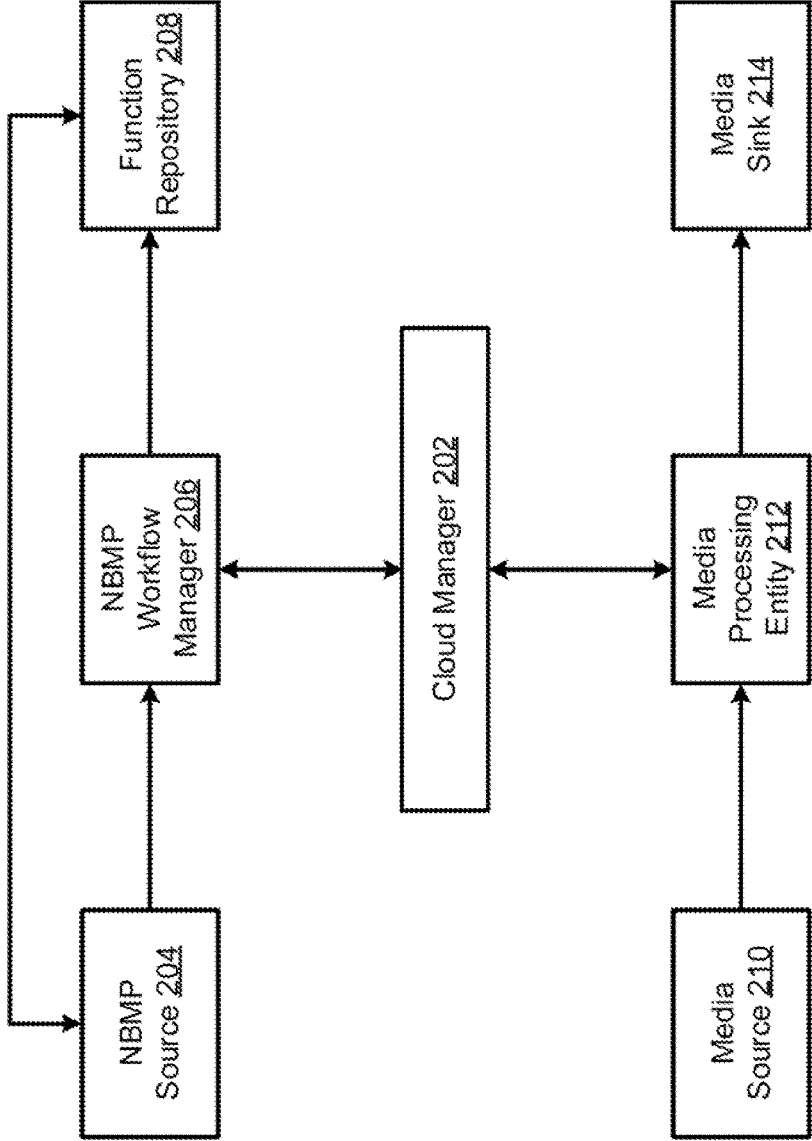 NBMP
Source 204
NBMP
Workflow
Manager 206
Function
Repository 208
Cloud Manager 202
Media
Source 210
Media
Processing
Entity 212
Media
Sink 214